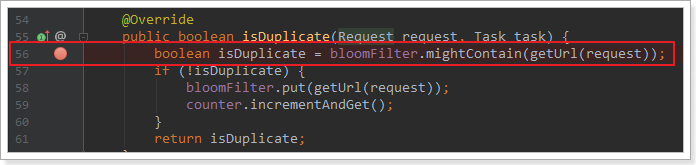 54 @Override
55 @ public boolean isDuplicate(Request request, Task task) {
56 boolean isDuplicate = bloomFilter.mightContain(getUrl(request));
57 if (!isDuplicate) {
58 bloomFilter.put(getUrl(request));
59 counter.incrementAndGet();
60 }
61 return isDuplicate;